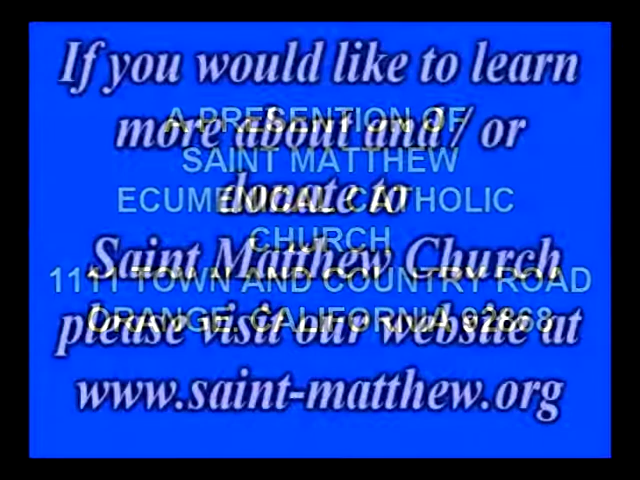 If you would like to learn
more about and / or
donate to
Saint Matthew Church
please visit our website at
www.saint-matthew.org
A PRESENTION OF
SAINT MATTHEW
ECUMENICAL CATHOLIC
CHURCH
1111 TOWN AND COUNTRY ROAD
ORANGE, CALIFORNIA 92868